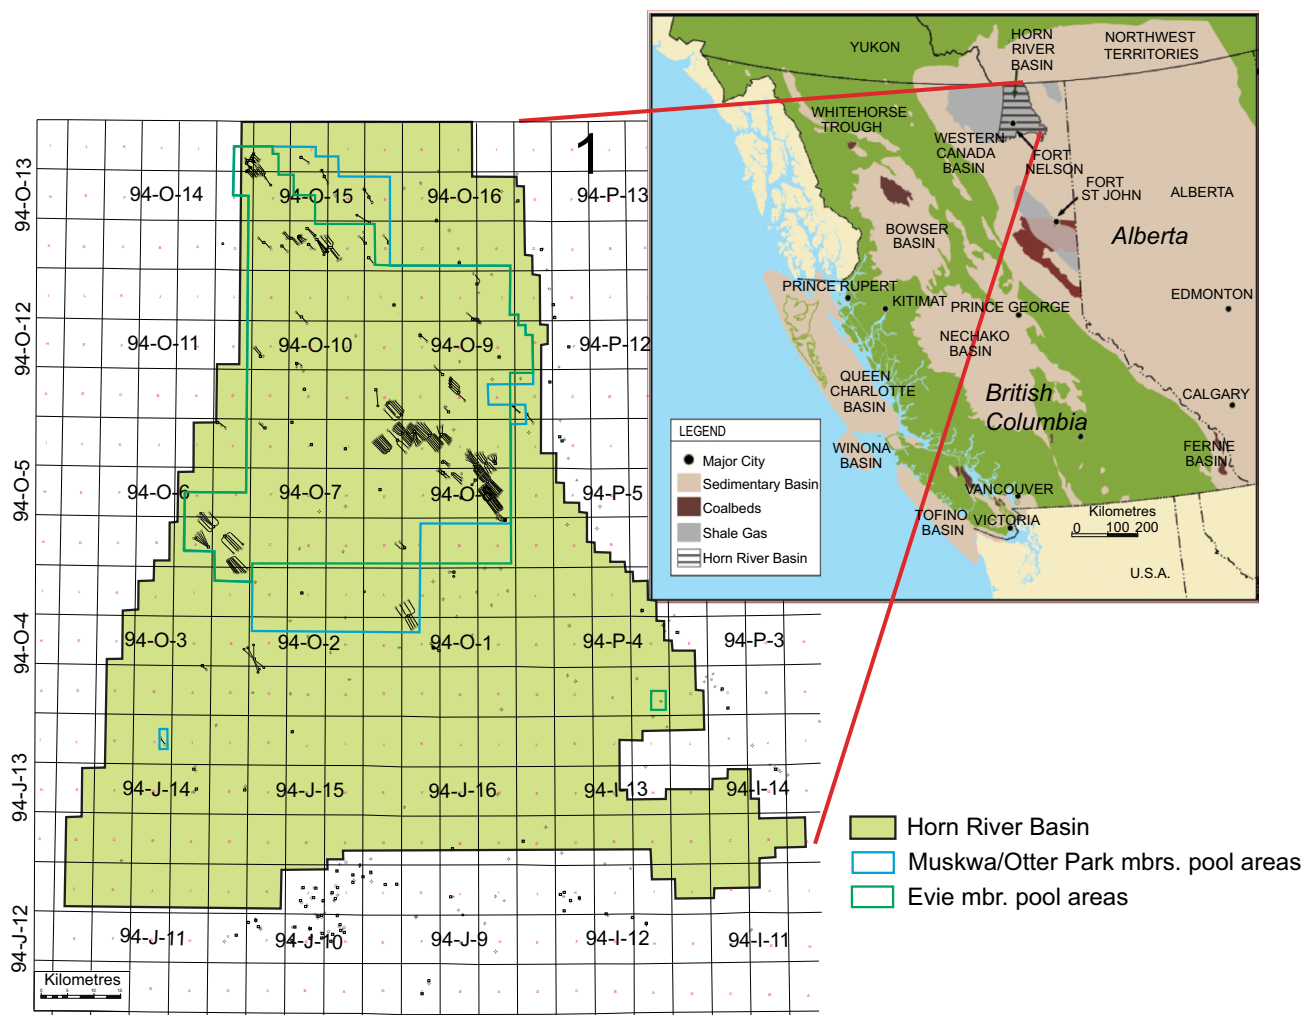 YUKON
HORN
RIVER
BASIN
NORTHWEST
TERRITORIES
WHITEHORSE
TROUGH
WESTERN
CANADA
BASIN
FORT
NELSON
FORT
ST JOHN
ALBERTA
Alberta
BOWSER
BASIN
PRINCE RUPERT
KITIMAT
PRINCE GEORGE
EDMONTON
NECHAKO
BASIN
QUEEN
CHARLOTTE
BASIN
British
Columbia
CALGARY
WINONA
BASIN
FERNIE
BASIN
VANCOUVER
TOFINO
BASIN
VICTORIA
Kilometres
0 100 200
U.S.A.
LEGEND
Major City
Sedimentary Basin
Coalbeds
Shale Gas
Horn River Basin
1
94-O-13
94-O-14
94-O-15
94-O-16
94-P-13
94-O-12
94-O-11
94-O-10
94-O-9
94-P-12
94-O-5
94-O-6
94-O-7
94-O-8
94-P-5
94-O-4
94-O-3
94-O-2
94-O-1
94-P-4
94-P-3
94-J-13
94-J-14
94-J-15
94-J-16
94-I-13
94-I-14
94-J-12
94-J-11
94-J-10
94-J-9
94-I-12
94-I-11
Kilometres
Horn River Basin
Muskwa/Otter Park mbrs. pool areas
Evie mbr. pool areas